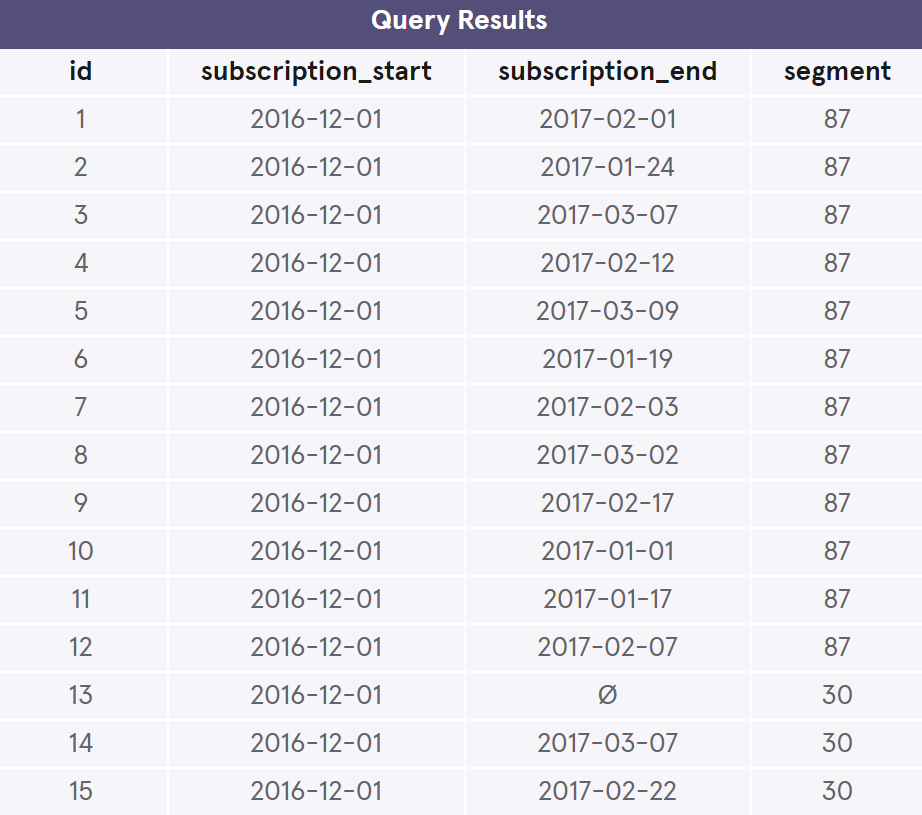 Query Results
id subscription_start subscription_end segment
1 2016-12-01 2017-02-01 87
2 2016-12-01 2017-01-24 87
3 2016-12-01 2017-03-07 87
4 2016-12-01 2017-02-12 87
5 2016-12-01 2017-03-09 87
6 2016-12-01 2017-01-19 87
7 2016-12-01 2017-02-03 87
8 2016-12-01 2017-03-02 87
9 2016-12-01 2017-02-17 87
10 2016-12-01 2017-01-01 87
11 2016-12-01 2017-01-17 87
12 2016-12-01 2017-02-07 87
13 2016-12-01 Ø 30
14 2016-12-01 2017-03-07 30
15 2016-12-01 2017-02-22 30